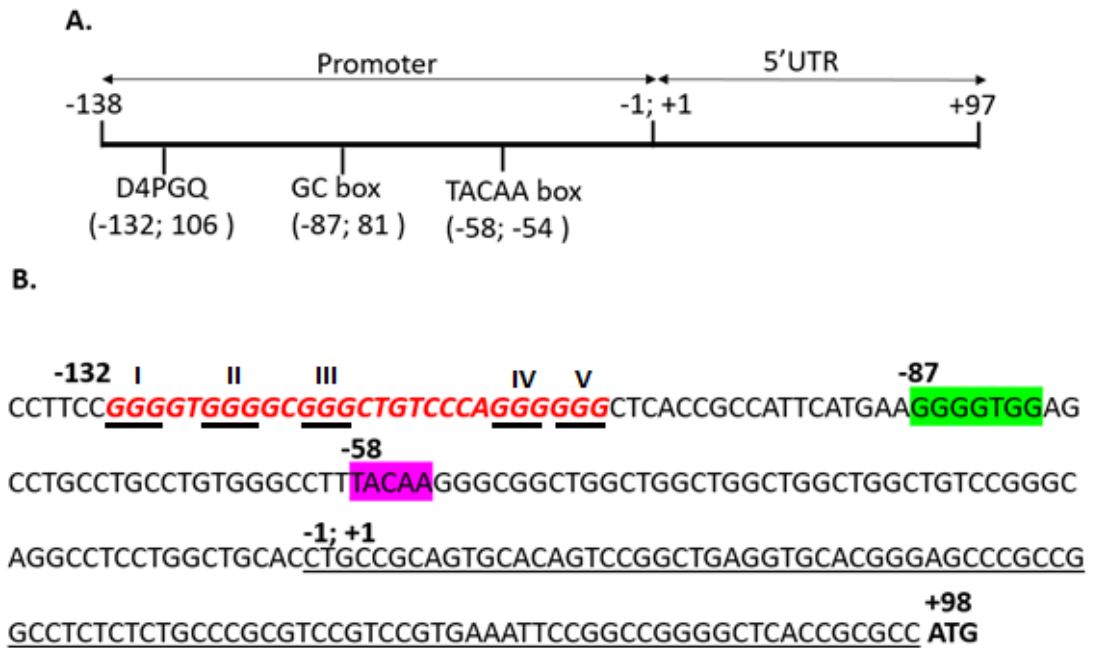 A.
Promoter 5'UTR
-138 -1; +1 +97
D4PGQ GC box TACAA box
(-132; 106 ) (-87; 81 ) (-58; -54 )
B.
-132 I II III IV V -87
CCTTCCGGGGTGGGGCGGGCTGTCCCAGGGGGGCTCACCGCCATTCATGAAGGGGTGGAG
-58
CCTGCCTGCCTGTGGGCCTTTACAAGGGCGGCTGGCTGGCTGGCTGGCTGGCTGTCCGGGC
-1; +1
AGGCCTCCTGGCTGCACCTGCCGCAGTGCACAGTCCGGCTGAGGTGCACGGGAGCCCGCCG
+98
GCCTCTCTCTGCCCGCGTCCGTCCGTGAAATTCCGGCCGGGGCTCACCGCGCC ATG